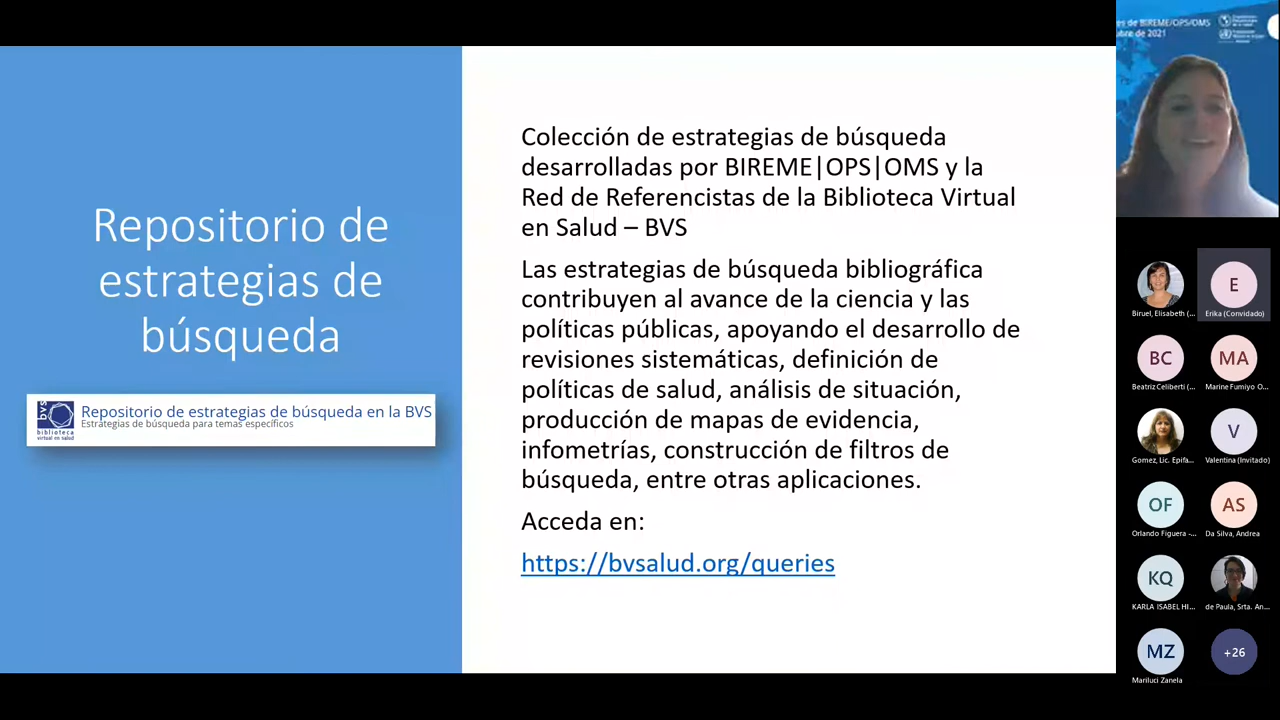 Repositorio de
estrategias de
búsqueda
bvs
biblioteca
virtual en salud
Repositorio de estrategias de búsqueda en la BVS
Estrategias de búsqueda para temas específicos
Colección de estrategias de búsqueda
desarrolladas por BIREME|OPS|OMS y la
Red de Referencistas de la Biblioteca Virtual
en Salud – BVS
Las estrategias de búsqueda bibliográfica
contribuyen al avance de la ciencia y las
políticas públicas, apoyando el desarrollo de
revisiones sistemáticas, definición de
políticas de salud, análisis de situación,
producción de mapas de evidencia,
infometrías, construcción de filtros de
búsqueda, entre otras aplicaciones.
Acceda en:
https://bvsalud.org/queries
es de BIREME/OPS/OMS
ubre de 2021
Biruel, Elisabeth (...
E
Erika (Convidado)
BC
Beatriz Celiberti (...
MA
Marine Fumiyo O...
Gomez, Lic. Epifa...
V
Valentina (Invitado)
OF
Orlando Figuera -...
AS
Da Silva, Andrea
KQ
KARLA ISABEL HI...
de Paula, Srta. An...
MZ
Mariluci Zanela
+26